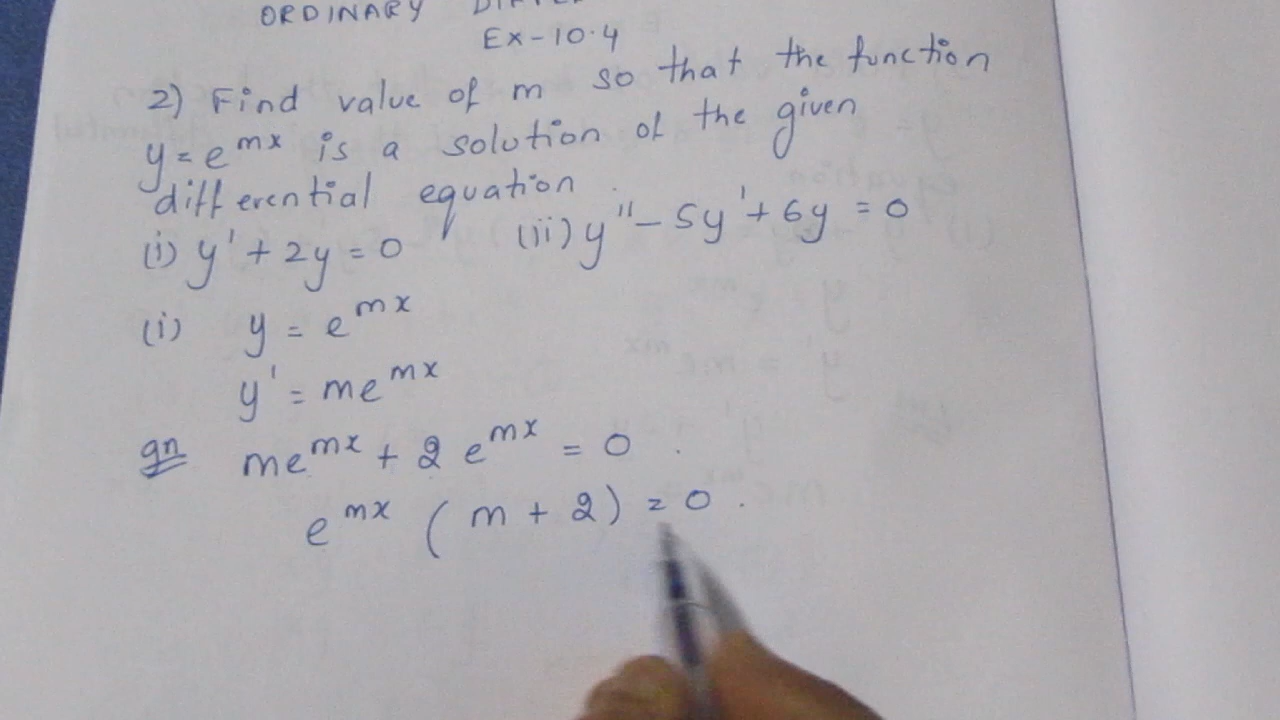 ORDINARY
Ex-10.4
2) Find value of m so that the function
y = e^mx is a solution of the given
differential equation.
(i) y' + 2y = 0 (ii) y'' - 5y' + 6y = 0
(i) y = e^mx
y' = me^mx
gn me^mx + 2 e^mx = 0.
e^mx (m + 2) = 0.